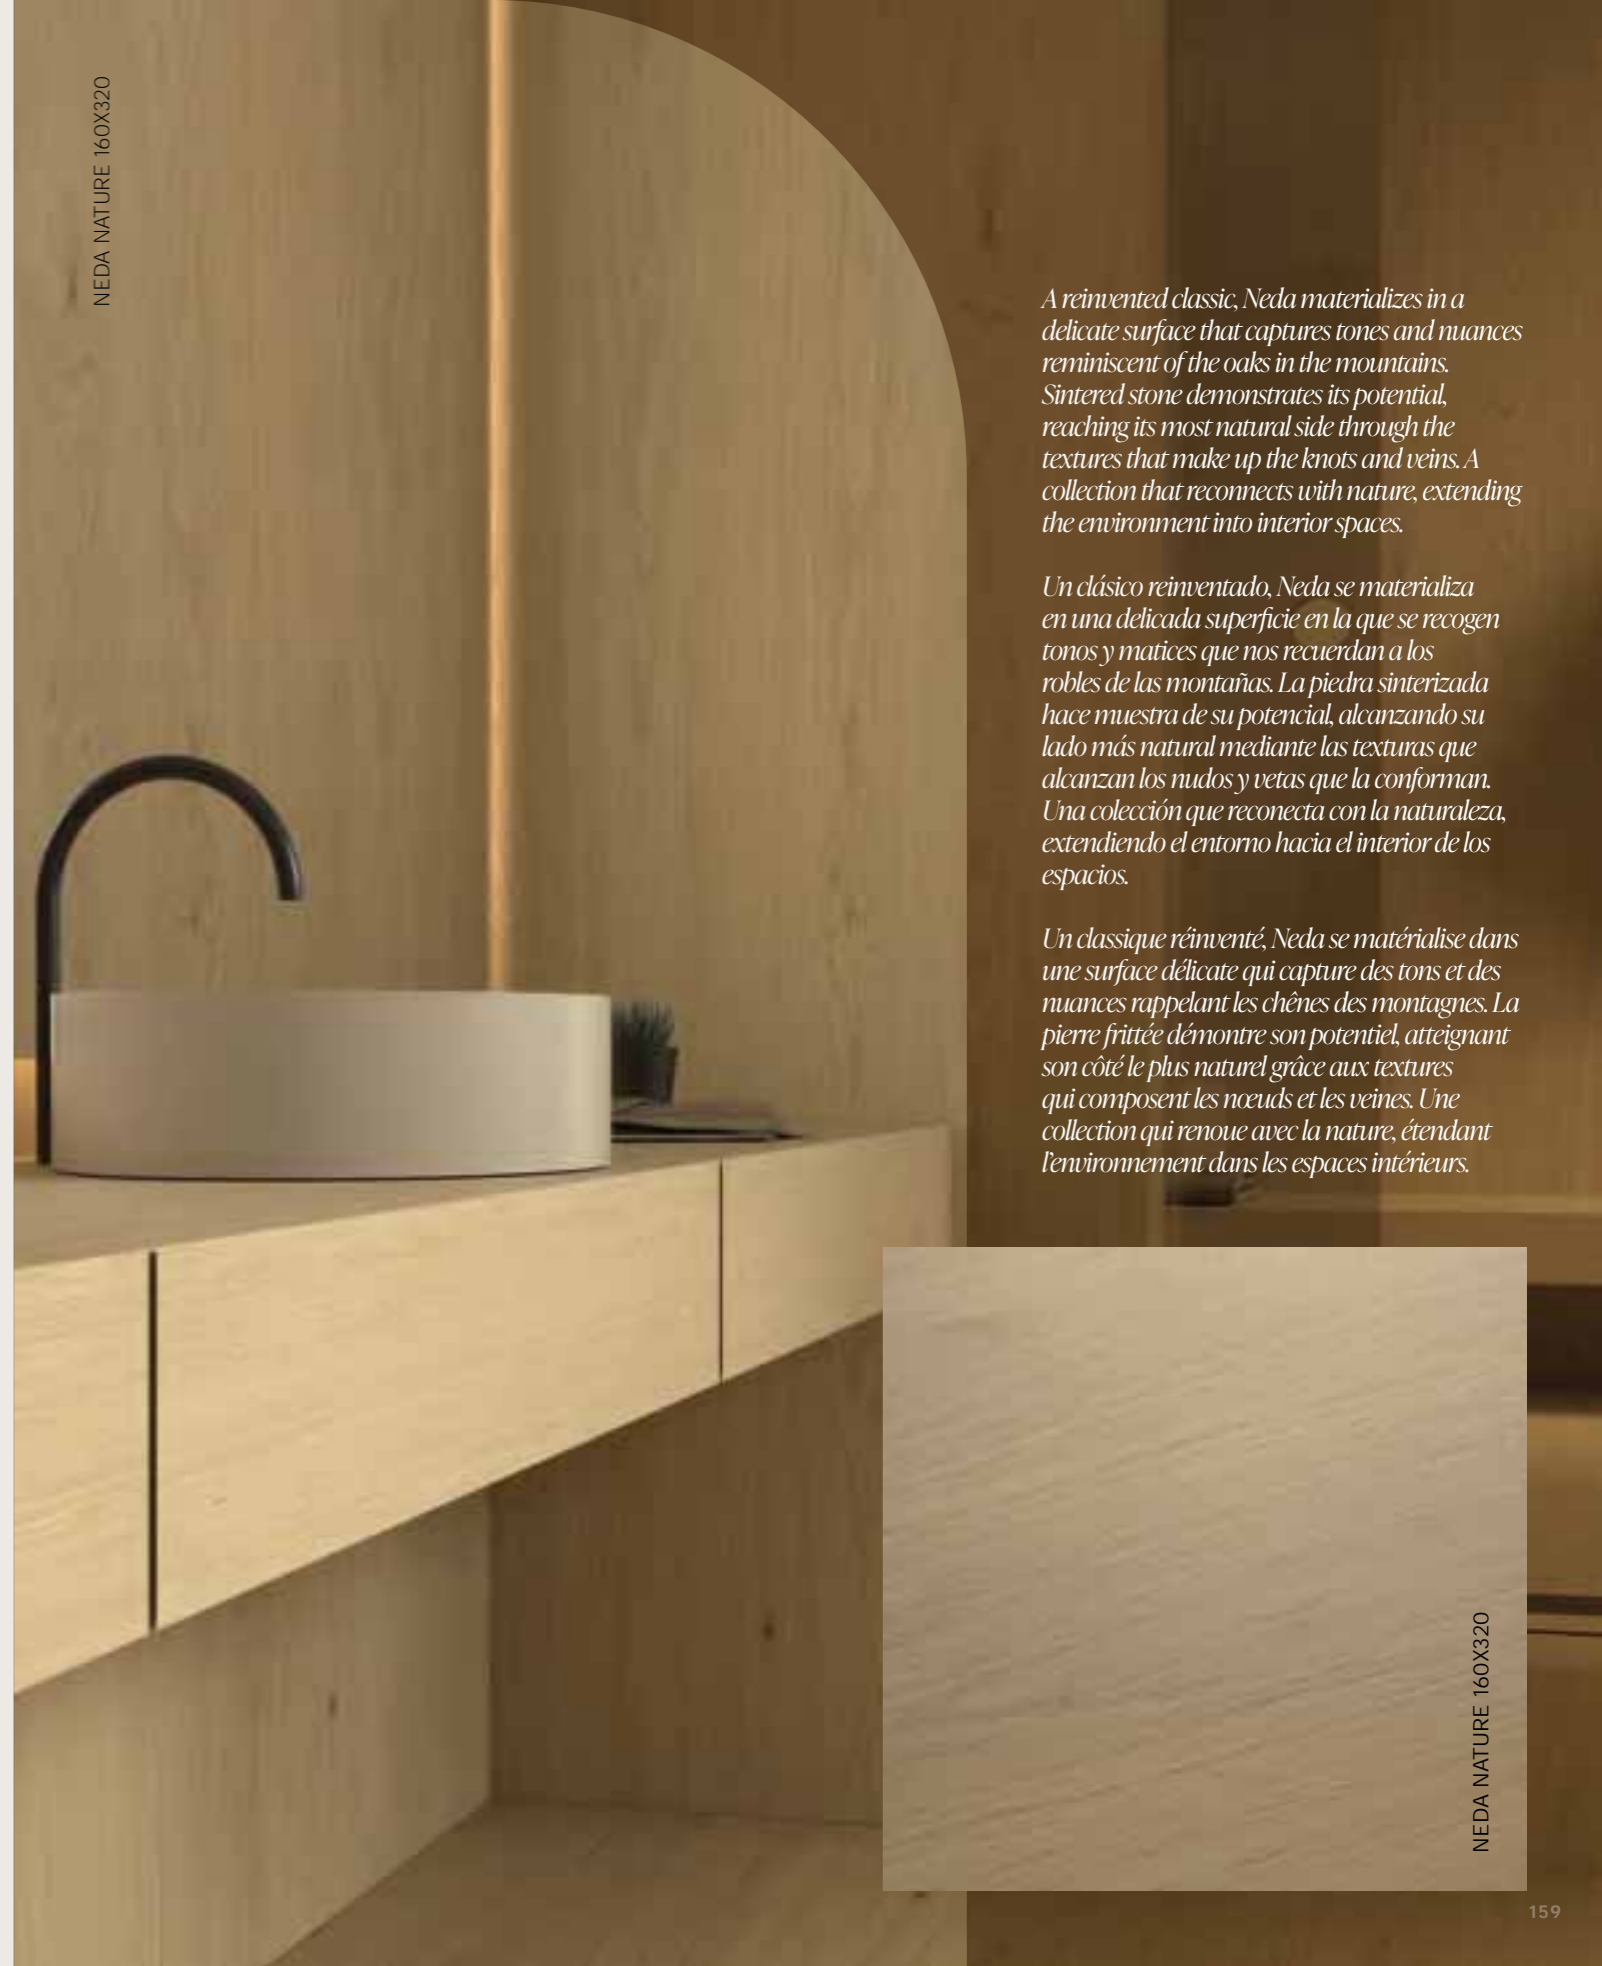 NEDA NATURE 160X320
A reinvented classic, Neda materializes in a
delicate surface that captures tones and nuances
reminiscent of the oaks in the mountains.
Sintered stone demonstrates its potential,
reaching its most natural side through the
textures that make up the knots and veins. A
collection that reconnects with nature, extending
the environment into interior spaces.
Un clásico reinventado, Neda se materializa
en una delicada superficie en la que se recogen
tonos y matices que nos recuerdan a los
robles de las montañas. La piedra sinterizada
hace muestra de su potencial, alcanzando su
lado más natural mediante las texturas que
alcanzan los nudos y vetas que la conforman.
Una colección que reconecta con la naturaleza,
extendiendo el entorno hacia el interior de los
espacios.
Un classique réinventé, Neda se matérialise dans
une surface délicate qui capture des tons et des
nuances rappelant les chênes des montagnes. La
pierre frittée démontre son potentiel, atteignant
son côté le plus naturel grâce aux textures
qui composent les nœuds et les veines. Une
collection qui renoue avec la nature, étendant
l'environnement dans les espaces intérieurs.
NEDA NATURE 160X320
159